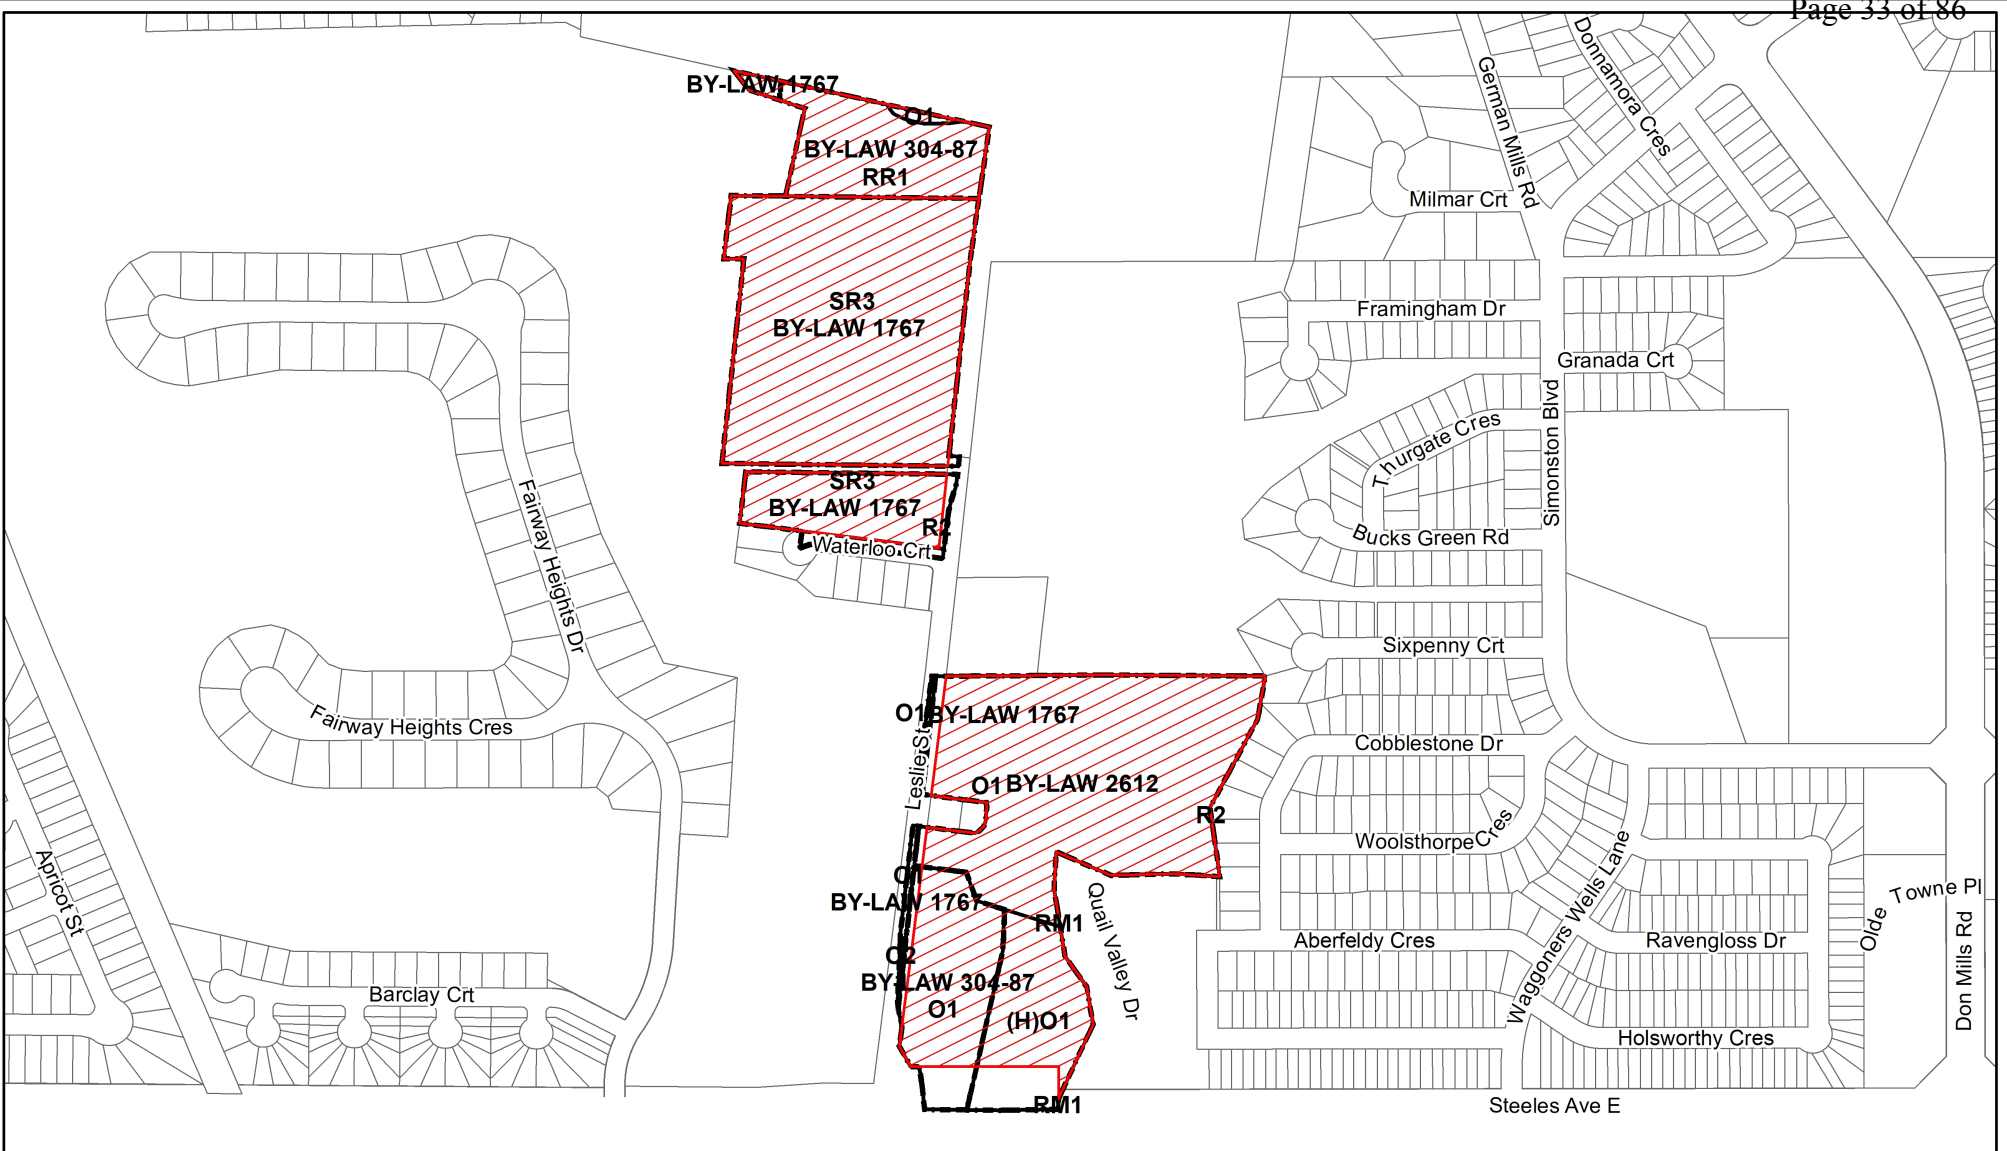 Page 33 of 86
BY-LAW 1767
O1
BY-LAW 304-87
RR1
SR3
BY-LAW 1767
SR3
BY-LAW 1767
R2
Waterloo Crt
German Mills Rd
Donnamora Cres
Milmar Crt
Framingham Dr
Granada Crt
Simonston Blvd
Thurgate Cres
Bucks Green Rd
Sixpenny Crt
Fairway Heights Dr
Fairway Heights Cres
O1
BY-LAW 1767
Leslie St
O1
BY-LAW 2612
R2
Cobblestone Dr
Woolsthorpe Cres
Apricot St
BY-LAW 1767
RM1
Quail Valley Dr
Waggoners Wells Lane
Olde Towne Pl
Don Mills Rd
Aberfeldy Cres
Ravengloss Dr
O2
BY-LAW 304-87
O1
(H)O1
Barclay Crt
Holsworthy Cres
RM1
Steeles Ave E